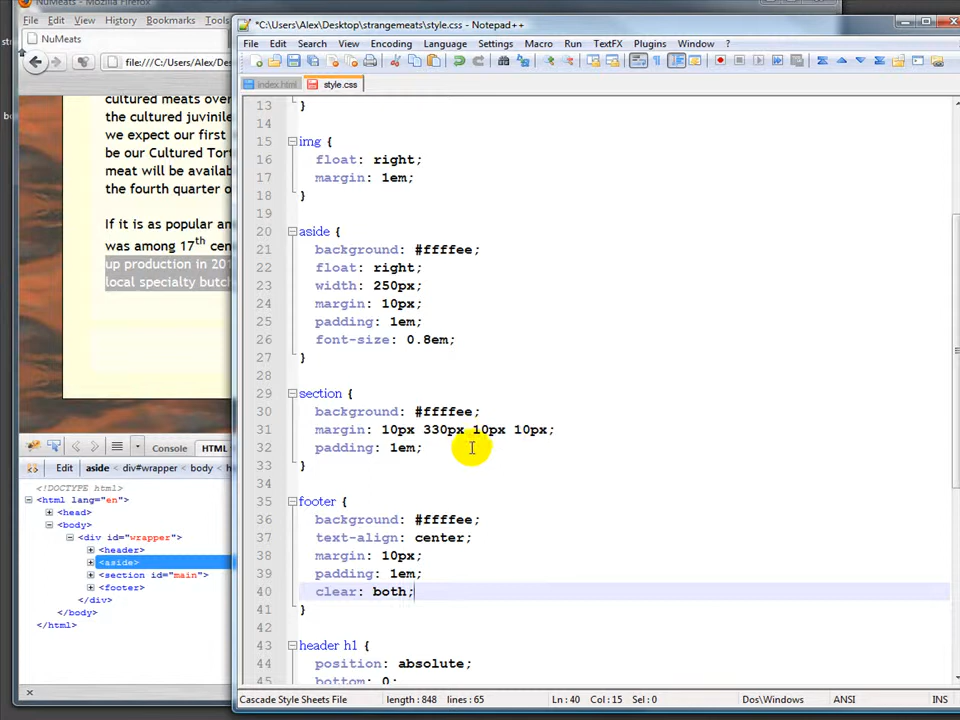 NuMeats - Mozilla Firefox
File Edit View History Bookmarks Tools
NuMeats
file:///C:/Users/Alex/Des
cultured meats over
the cultured juvinile
we expect our first
be our Cultured Tort
meat will be availab
the fourth quarter o
If it is as popular an
was among 17th cen
up production in 201
local specialty butch
Console HTML
Edit aside < div#wrapper < body < h
<!DOCTYPE html>
<html lang="en">
<head>
<body>
<div id="wrapper">
<header>
<aside>
<section id="main">
<footer>
</div>
</body>
</html>
*C:\Users\Alex\Desktop\strangemeats\style.css - Notepad++
File Edit Search View Encoding Language Settings Macro Run TextFX Plugins Window ?
index.html style.css
13 }
14
15 img {
16 float: right;
17 margin: 1em;
18 }
19
20 aside {
21 background: #ffffee;
22 float: right;
23 width: 250px;
24 margin: 10px;
25 padding: 1em;
26 font-size: 0.8em;
27 }
28
29 section {
30 background: #ffffee;
31 margin: 10px 330px 10px 10px;
32 padding: 1em;
33 }
34
35 footer {
36 background: #ffffee;
37 text-align: center;
38 margin: 10px;
39 padding: 1em;
40 clear: both;
41 }
42
43 header h1 {
44 position: absolute;
45 bottom: 0;
Cascade Style Sheets File length : 848 lines : 65 Ln : 40 Col : 15 Sel : 0 Dos\Windows ANSI INS